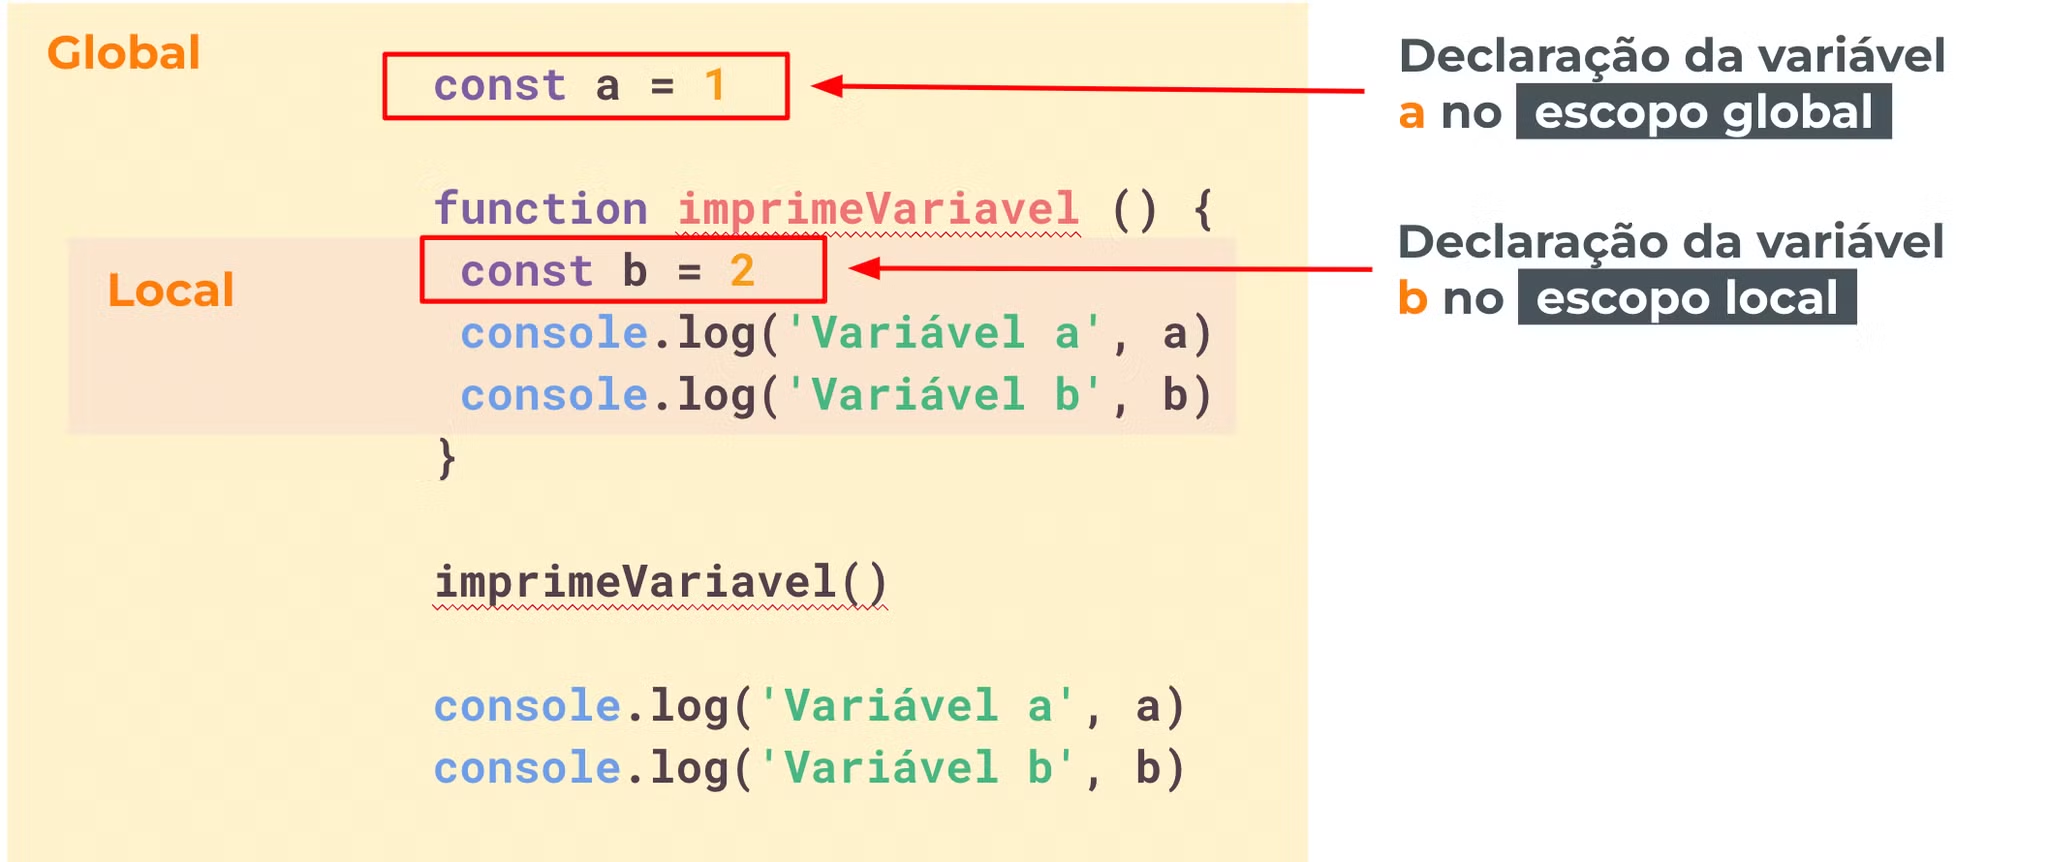 Global
const a = 1
Declaração da variável
a no escopo global
function imprimeVariavel () {
Local
const b = 2
Declaração da variável
b no escopo local
console.log('Variável a', a)
console.log('Variável b', b)
}
imprimeVariavel()
console.log('Variável a', a)
console.log('Variável b', b)